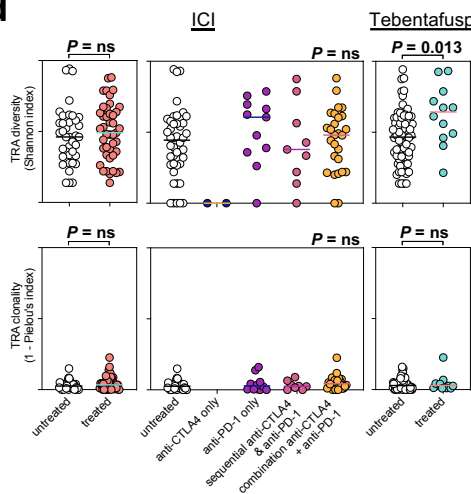 d
ICI
Tebentafusp
P = ns
P = ns
P = 0.013
TRA diversity
(Shannon index)
P = ns
P = ns
P = ns
TRA clonality
(1 - Pielou's index)
untreated
treated
untreated
anti-CTLA4 only
anti-PD-1 only
sequential anti-CTLA4
& anti-PD-1
combination anti-CTLA4
+ anti-PD-1
untreated
treated